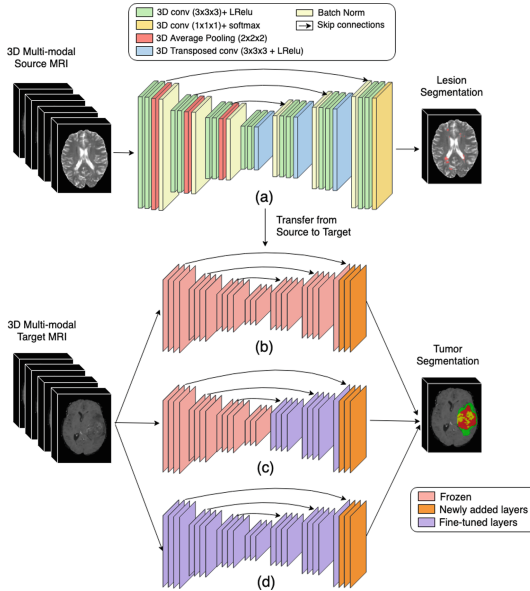 3D conv (3x3x3)+ LRelu
3D conv (1x1x1)+ softmax
3D Average Pooling (2x2x2)
3D Transposed conv (3x3x3 + LRelu)
Batch Norm
Skip connections
3D Multi-modal
Source MRI
Lesion
Segmentation
(a)
Transfer from
Source to Target
(b)
3D Multi-modal
Target MRI
Tumor
Segmentation
(c)
Frozen
Newly added layers
Fine-tuned layers
(d)